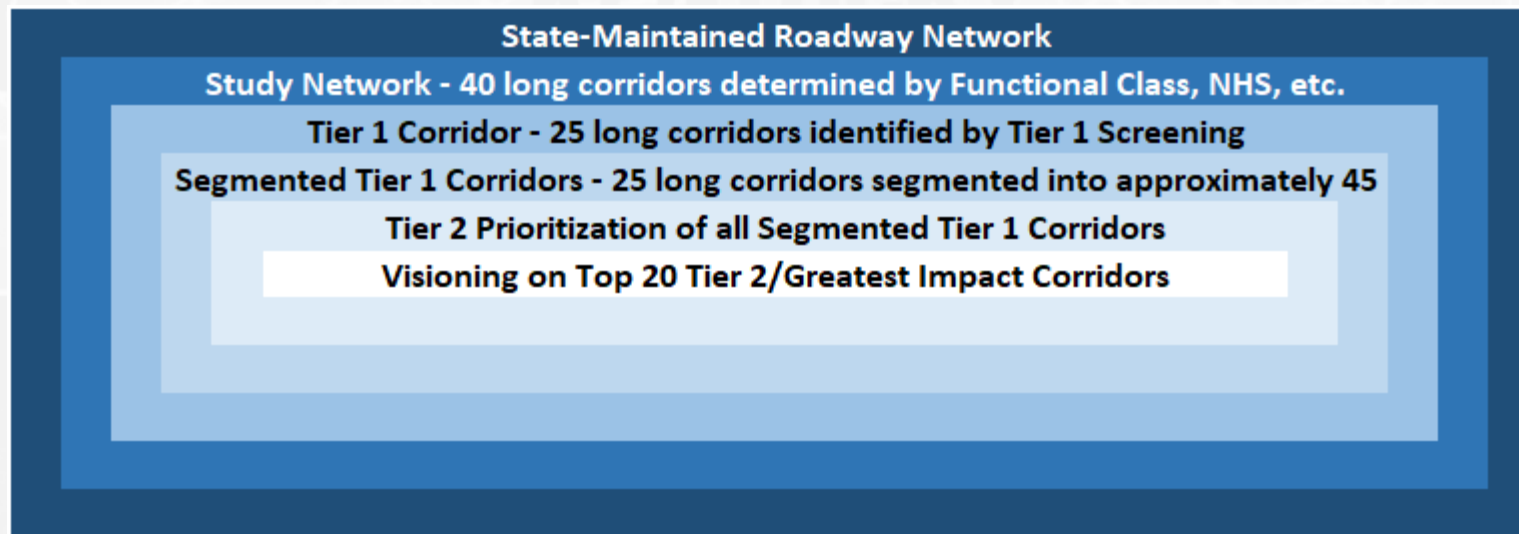 State-Maintained Roadway Network
Study Network - 40 long corridors determined by Functional Class, NHS, etc.
Tier 1 Corridor - 25 long corridors identified by Tier 1 Screening
Segmented Tier 1 Corridors - 25 long corridors segmented into approximately 45
Tier 2 Prioritization of all Segmented Tier 1 Corridors
Visioning on Top 20 Tier 2/Greatest Impact Corridors